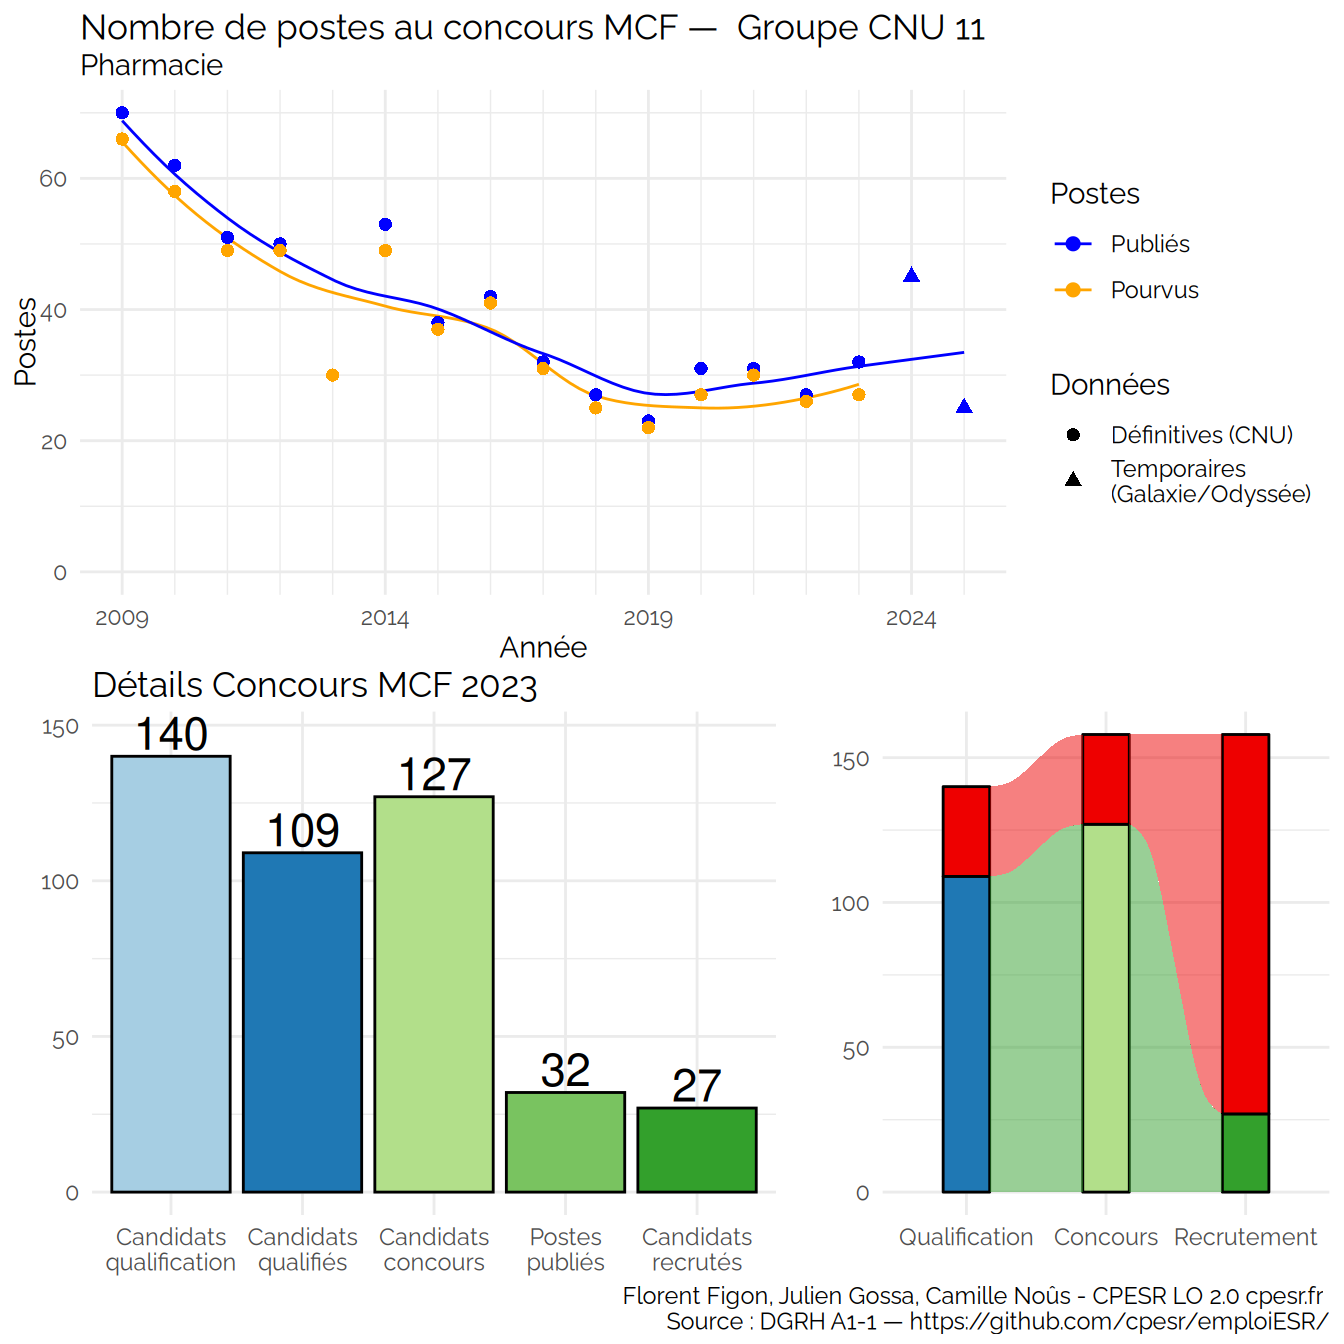 Nombre de postes au concours MCF — Groupe CNU 11
Pharmacie
Postes
60
40
20
0
2009
2014
2019
2024
Année
Postes
Publiés
Pourvus
Données
Définitives (CNU)
Temporaires
(Galaxie/Odyssée)
Détails Concours MCF 2023
150
100
50
0
140
109
127
32
27
Candidats
qualification
Candidats
qualifiés
Candidats
concours
Postes
publiés
Candidats
recrutés
150
100
50
0
Qualification
Concours
Recrutement
Florent Figon, Julien Gossa, Camille Noûs - CPESR LO 2.0 cpesr.fr
Source : DGRH A1-1 — https://github.com/cpesr/emploiESR/